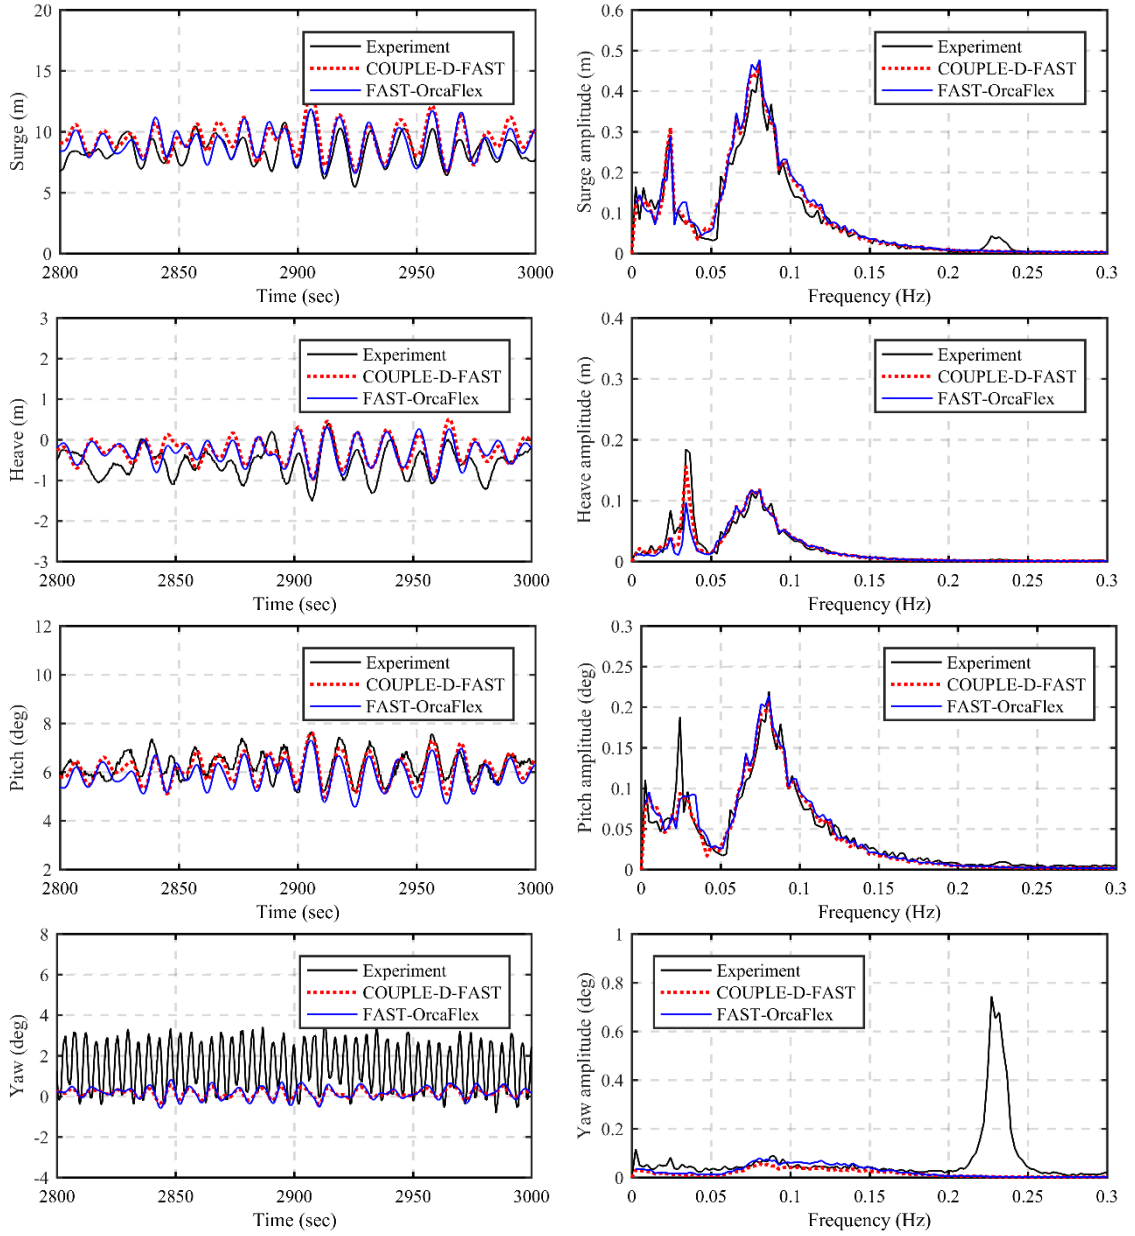 20
15
10
5
0
Surge (m)
Experiment
COUPLE-D-FAST
FAST-OrcaFlex
2800 2850 2900 2950 3000
Time (sec)
0.6
0.5
0.4
0.3
0.2
0.1
0
Surge amplitude (m)
Experiment
COUPLE-D-FAST
FAST-OrcaFlex
0 0.05 0.1 0.15 0.2 0.25 0.3
Frequency (Hz)
3
2
1
0
-1
-2
-3
Heave (m)
Experiment
COUPLE-D-FAST
FAST-OrcaFlex
2800 2850 2900 2950 3000
Time (sec)
0.4
0.3
0.2
0.1
0
Heave amplitude (m)
Experiment
COUPLE-D-FAST
FAST-OrcaFlex
0 0.05 0.1 0.15 0.2 0.25 0.3
Frequency (Hz)
12
10
8
6
4
2
Pitch (deg)
Experiment
COUPLE-D-FAST
FAST-OrcaFlex
2800 2850 2900 2950 3000
Time (sec)
0.3
0.25
0.2
0.15
0.1
0.05
0
Pitch amplitude (deg)
Experiment
COUPLE-D-FAST
FAST-OrcaFlex
0 0.05 0.1 0.15 0.2 0.25 0.3
Frequency (Hz)
8
6
4
2
0
-2
-4
Yaw (deg)
Experiment
COUPLE-D-FAST
FAST-OrcaFlex
2800 2850 2900 2950 3000
Time (sec)
1
0.8
0.6
0.4
0.2
0
Yaw amplitude (deg)
Experiment
COUPLE-D-FAST
FAST-OrcaFlex
0 0.05 0.1 0.15 0.2 0.25 0.3
Frequency (Hz)